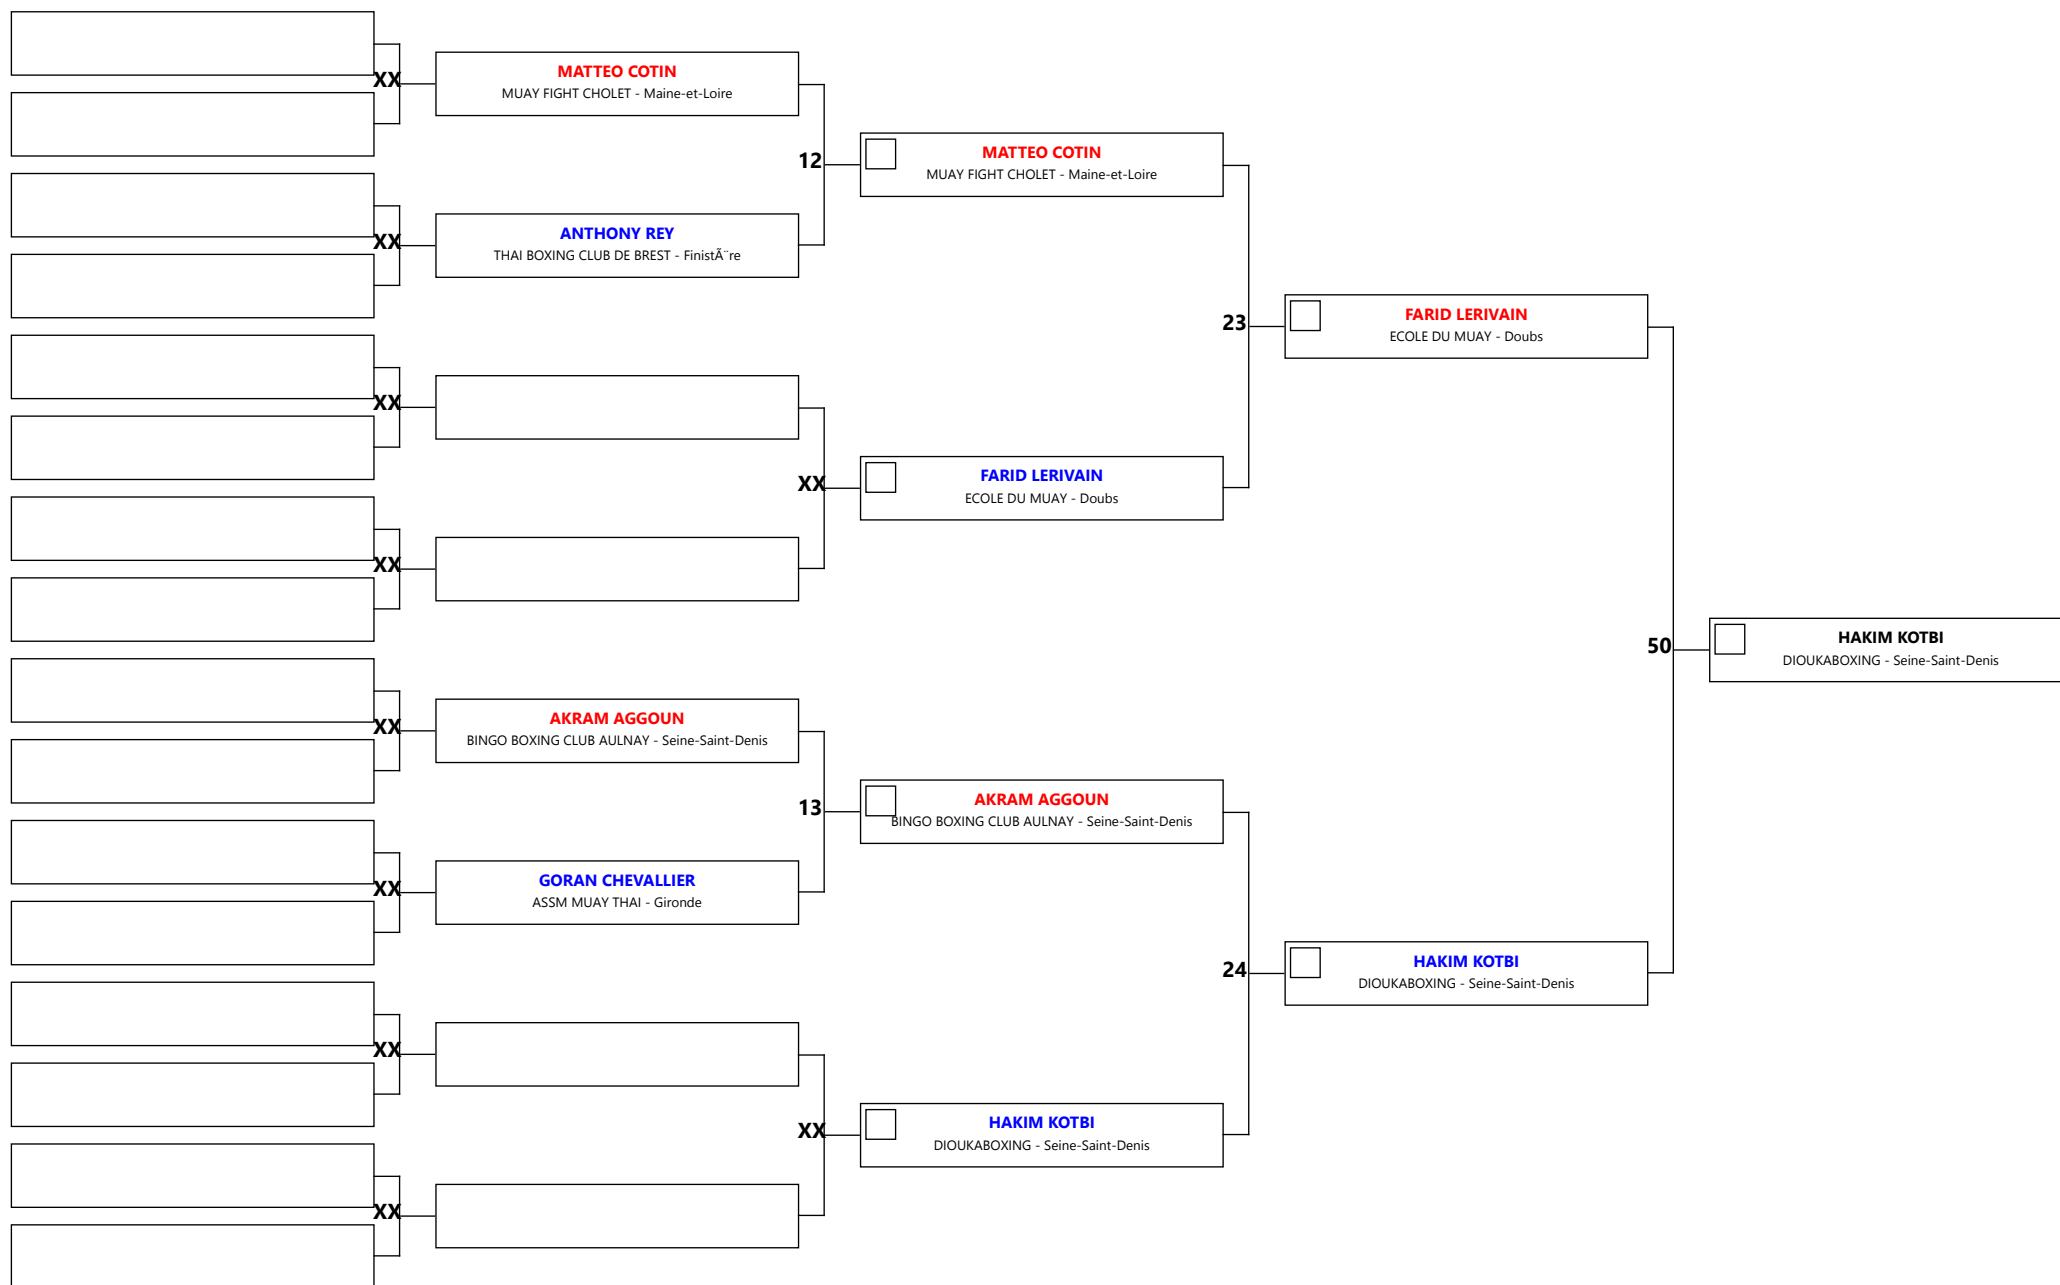 XX
MATTEO COTIN
MUAY FIGHT CHOLET - Maine-et-Loire
12
MATTEO COTIN
MUAY FIGHT CHOLET - Maine-et-Loire
XX
ANTHONY REY
THAI BOXING CLUB DE BREST - FinistÃ¨re
23
FARID LERIVAIN
ECOLE DU MUAY - Doubs
XX
XX
FARID LERIVAIN
ECOLE DU MUAY - Doubs
XX
50
HAKIM KOTBI
DIOUKABOXING - Seine-Saint-Denis
XX
AKRAM AGGOUN
BINGO BOXING CLUB AULNAY - Seine-Saint-Denis
13
AKRAM AGGOUN
BINGO BOXING CLUB AULNAY - Seine-Saint-Denis
XX
GORAN CHEVALLIER
ASSM MUAY THAI - Gironde
24
HAKIM KOTBI
DIOUKABOXING - Seine-Saint-Denis
XX
XX
HAKIM KOTBI
DIOUKABOXING - Seine-Saint-Denis
XX